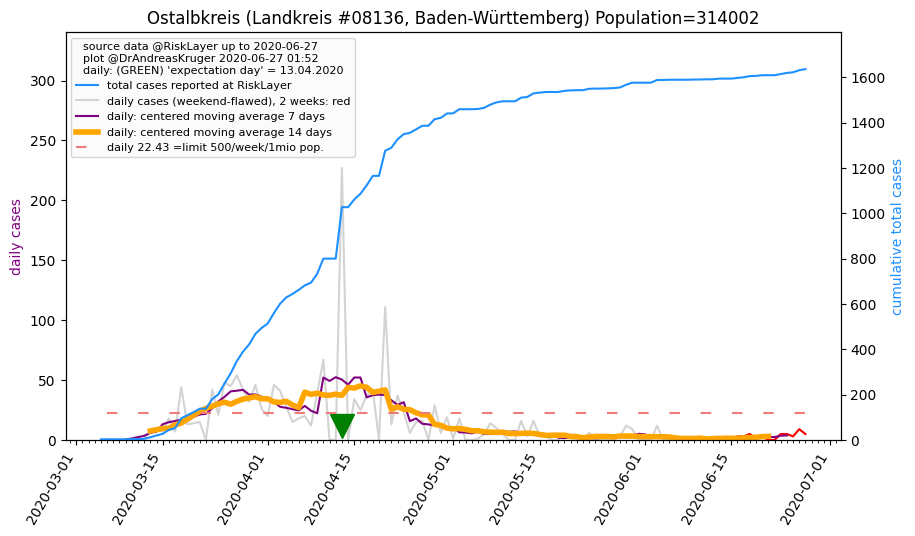 Ostalbkreis (Landkreis #08136, Baden-Württemberg) Population=314002
source data @RiskLayer up to 2020-06-27
plot @DrAndreasKruger 2020-06-27 01:52
daily: (GREEN) 'expectation day' = 13.04.2020
total cases reported at RiskLayer
daily cases (weekend-flawed), 2 weeks: red
daily: centered moving average 7 days
daily: centered moving average 14 days
daily 22.43 =limit 500/week/1mio pop.
daily cases
300
250
200
150
100
50
0
cumulative total cases
1600
1400
1200
1000
800
600
400
200
0
2020-03-01
2020-03-15
2020-04-01
2020-04-15
2020-05-01
2020-05-15
2020-06-01
2020-06-15
2020-07-01